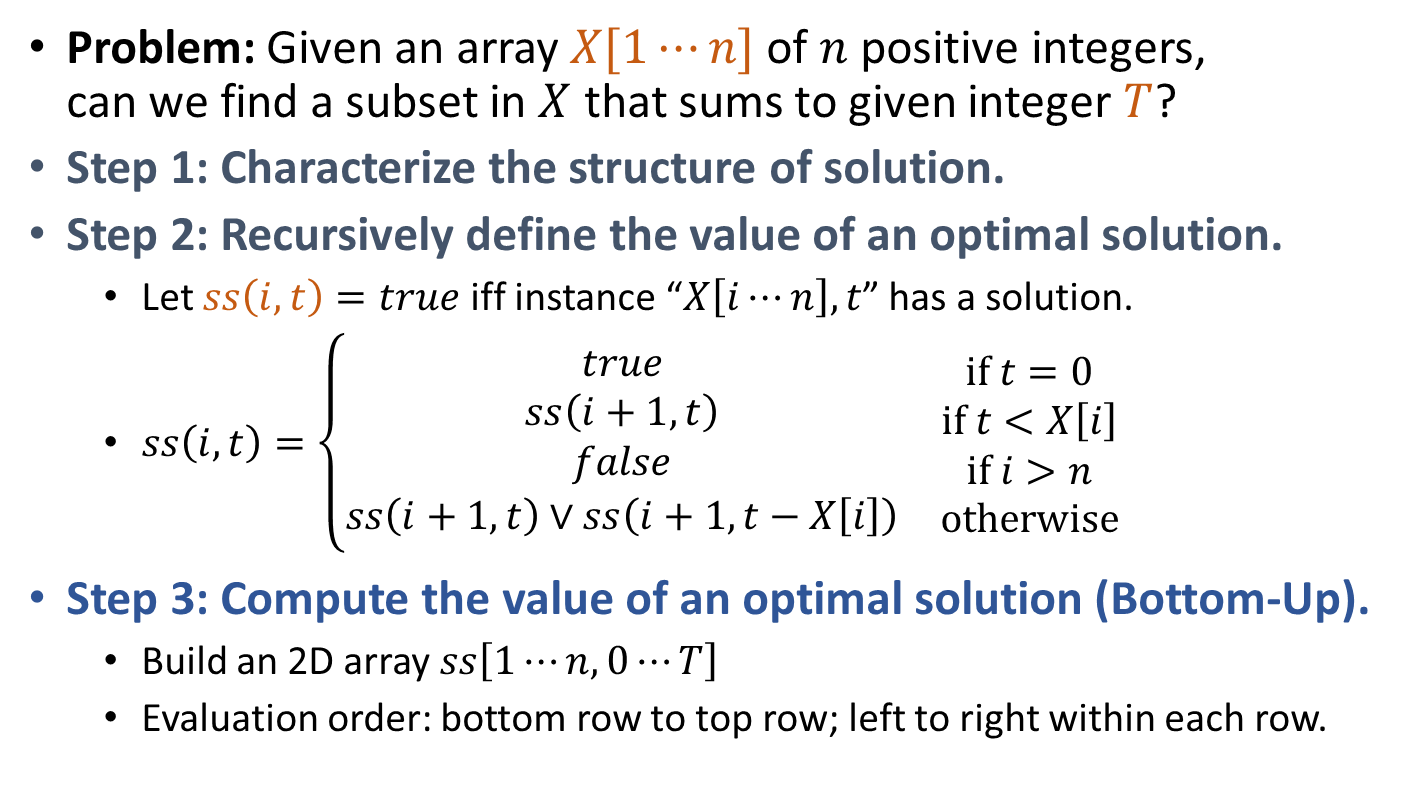 • Problem: Given an array X[1 ⋯ n] of n positive integers,
can we find a subset in X that sums to given integer T?
• Step 1: Characterize the structure of solution.
• Step 2: Recursively define the value of an optimal solution.
• Let ss(i, t) = true iff instance “X[i ⋯ n], t” has a solution.
• ss(i, t) = {
true if t = 0
ss(i + 1, t) if t < X[i]
false if i > n
ss(i + 1, t) ∨ ss(i + 1, t − X[i]) otherwise
• Step 3: Compute the value of an optimal solution (Bottom-Up).
• Build an 2D array ss[1 ⋯ n, 0 ⋯ T]
• Evaluation order: bottom row to top row; left to right within each row.